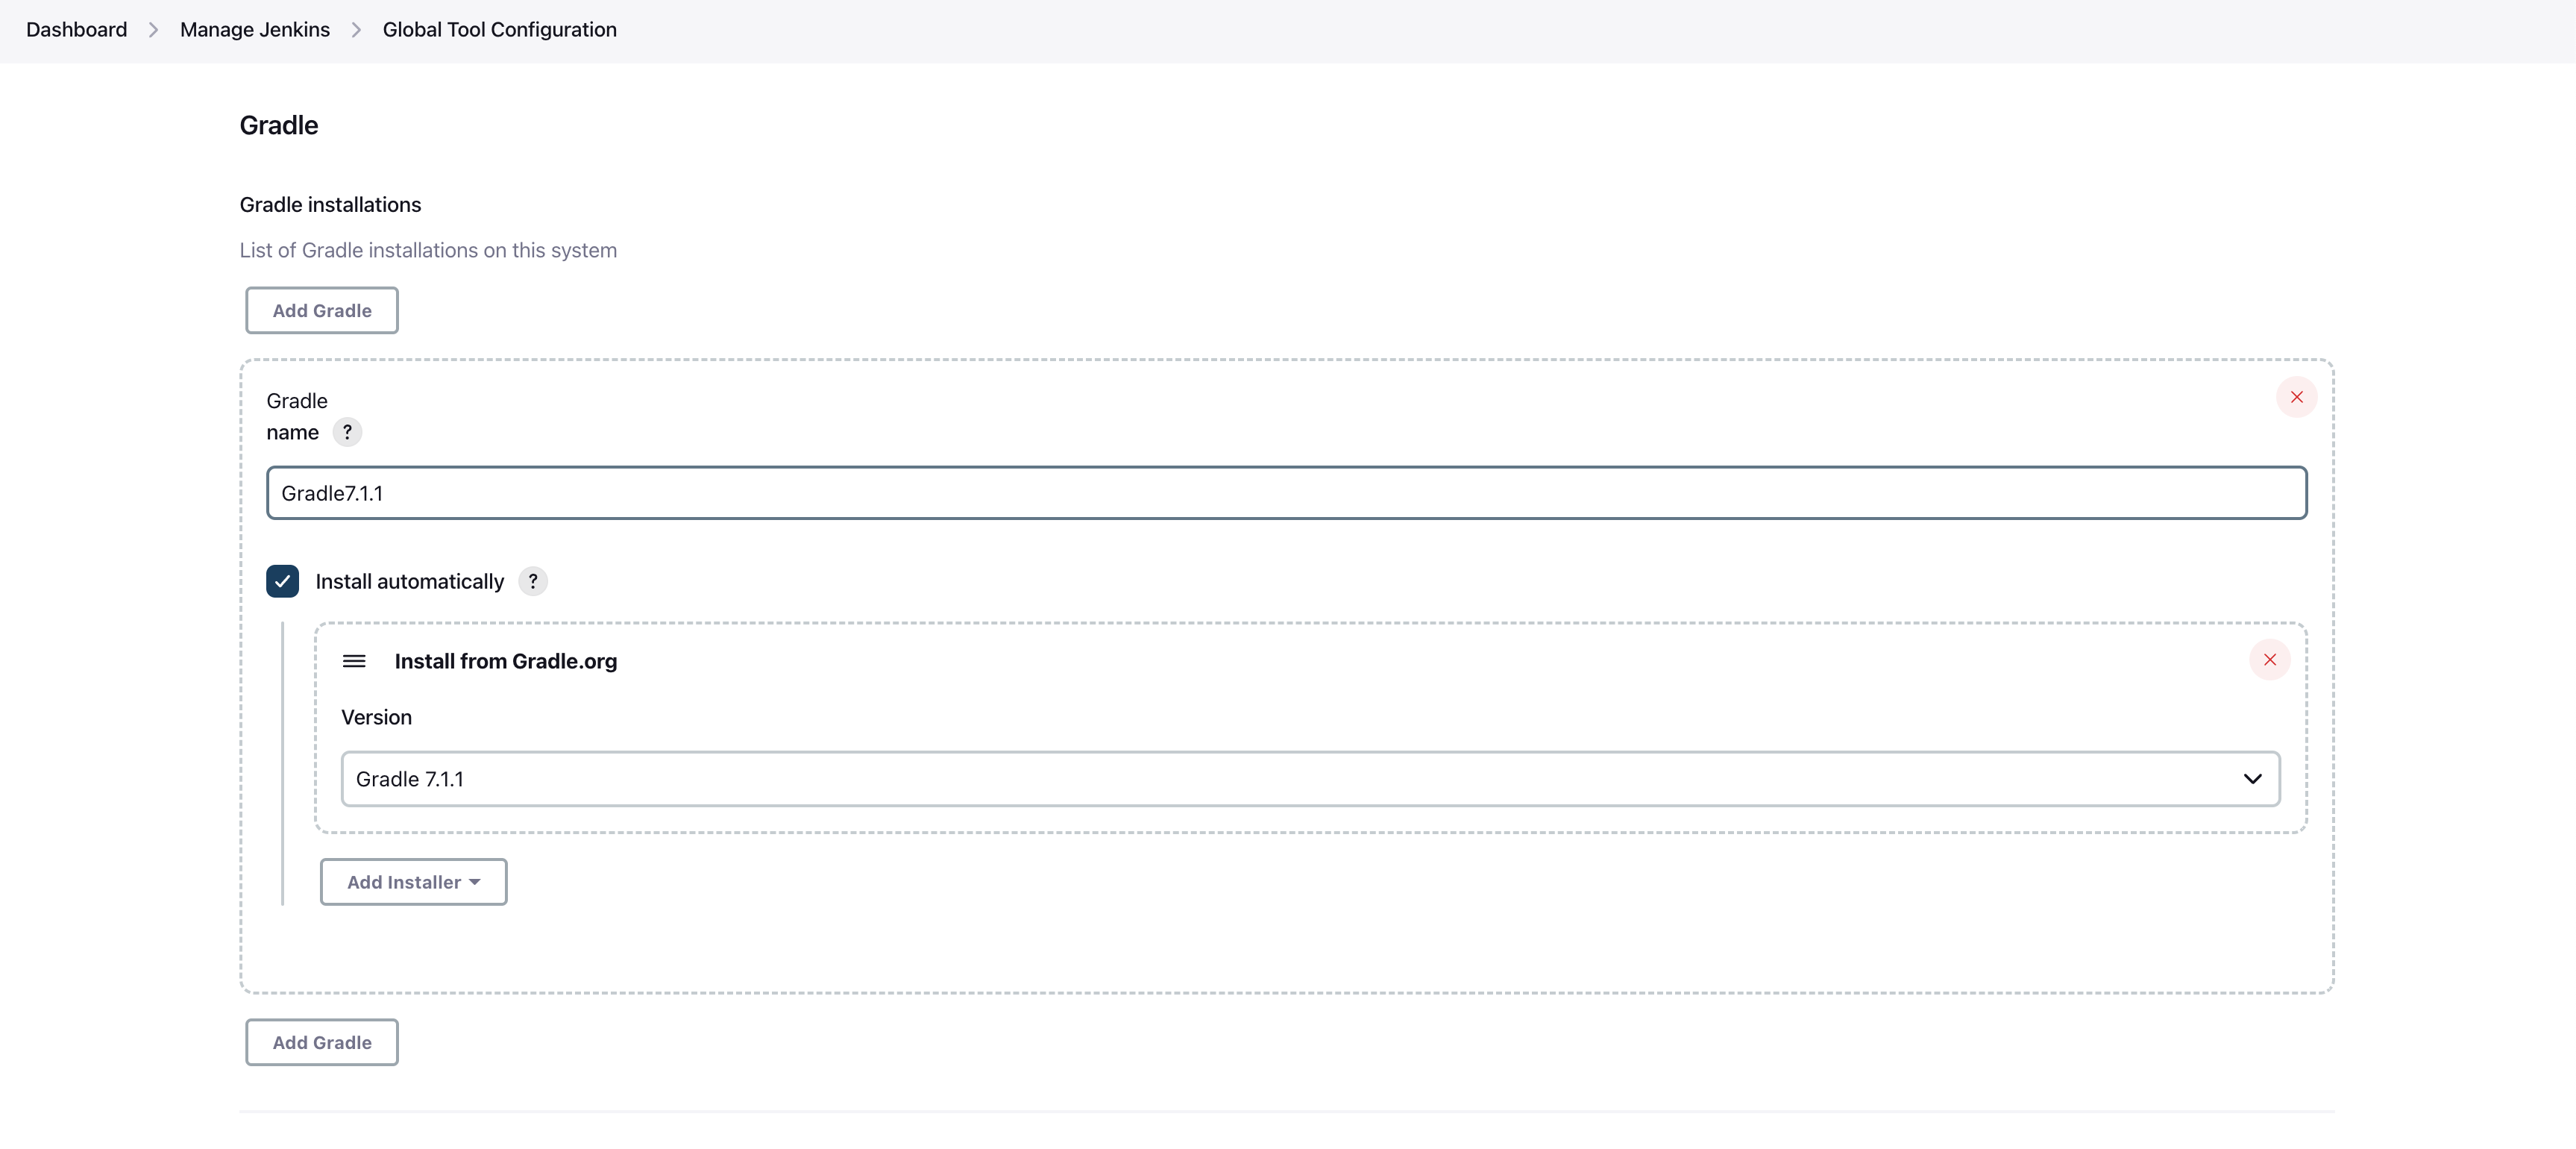 Dashboard > Manage Jenkins > Global Tool Configuration
Gradle
Gradle installations
List of Gradle installations on this system
Add Gradle
Gradle
name ?
Gradle7.1.1
Install automatically ?
Install from Gradle.org
Version
Gradle 7.1.1
Add Installer
Add Gradle